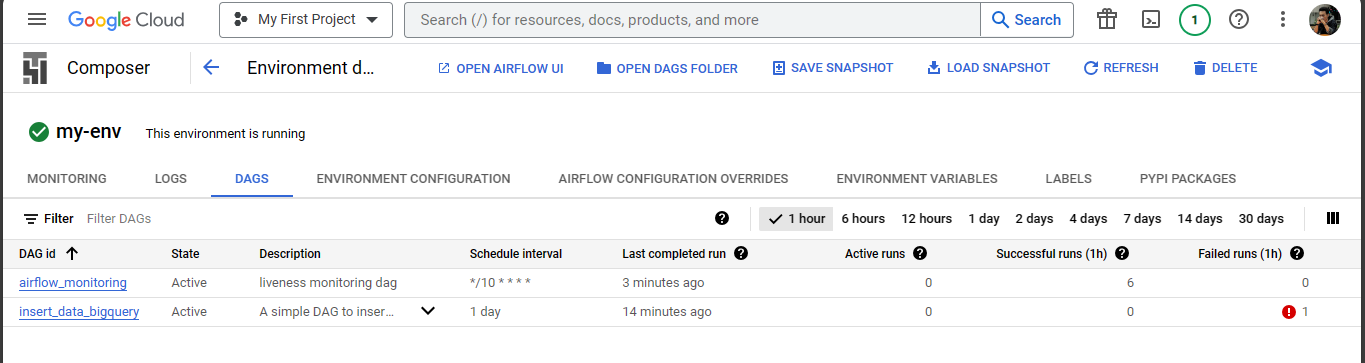 Google Cloud My First Project Search (/) for resources, docs, products, and more Search 1
Composer Environment d... OPEN AIRFLOW UI OPEN DAGS FOLDER SAVE SNAPSHOT LOAD SNAPSHOT REFRESH DELETE
my-env This environment is running
MONITORING LOGS DAGS ENVIRONMENT CONFIGURATION AIRFLOW CONFIGURATION OVERRIDES ENVIRONMENT VARIABLES LABELS PYPI PACKAGES
Filter Filter DAGs 1 hour 6 hours 12 hours 1 day 2 days 4 days 7 days 14 days 30 days
DAG id State Description Schedule interval Last completed run Active runs Successful runs (1h) Failed runs (1h)
airflow_monitoring Active liveness monitoring dag */10 * * * * 3 minutes ago 0 6 0
insert_data_bigquery Active A simple DAG to inser... 1 day 14 minutes ago 0 0 1